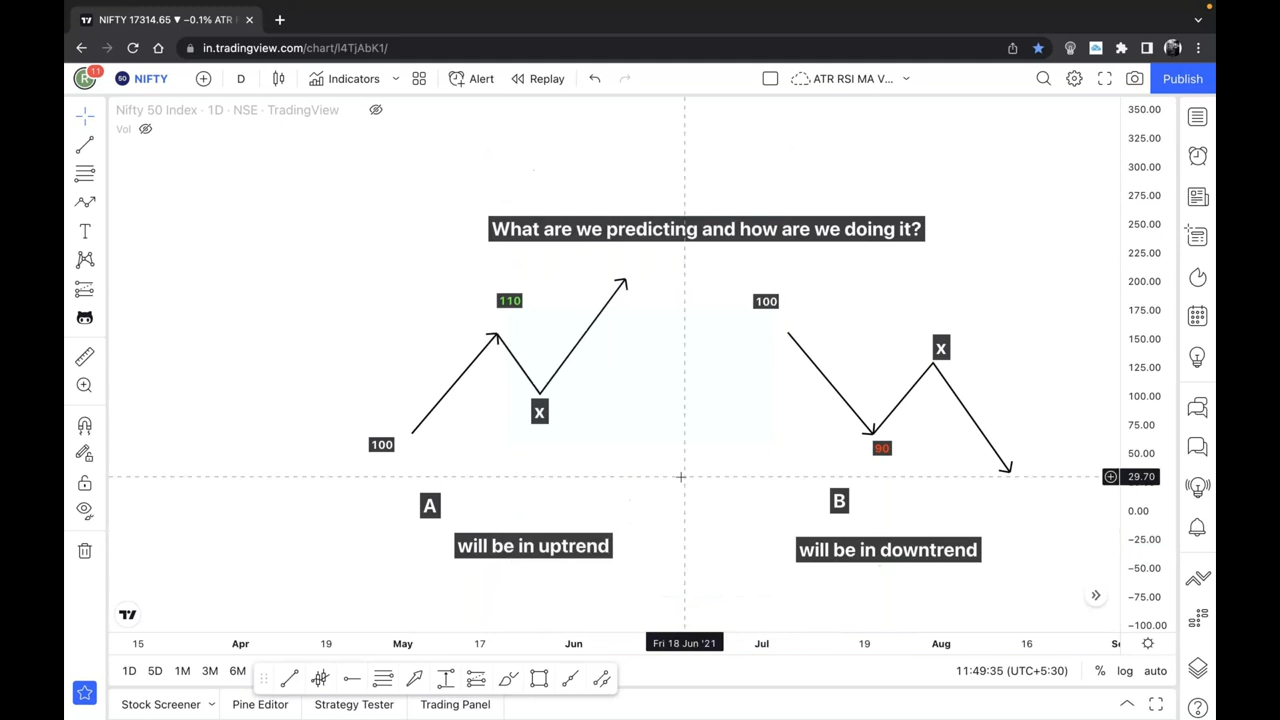 NIFTY 17314.65 ▼ −0.1% ATR
in.tradingview.com/chart/l4TjAbK1/
11
50 NIFTY
D
Indicators
Alert
Replay
ATR RSI MA V...
Publish
Nifty 50 Index · 1D · NSE · TradingView
Vol
What are we predicting and how are we doing it?
110
100
x
x
100
90
A
B
will be in uptrend
will be in downtrend
350.00
325.00
300.00
275.00
250.00
225.00
200.00
175.00
150.00
125.00
100.00
75.00
50.00
29.70
0.00
−25.00
−50.00
−75.00
−100.00
15 Apr 19 May 17 Jun Fri 18 Jun '21 Jul 19 Aug 16
1D 5D 1M 3M 6M
11:49:35 (UTC+5:30) % log auto
Stock Screener Pine Editor Strategy Tester Trading Panel